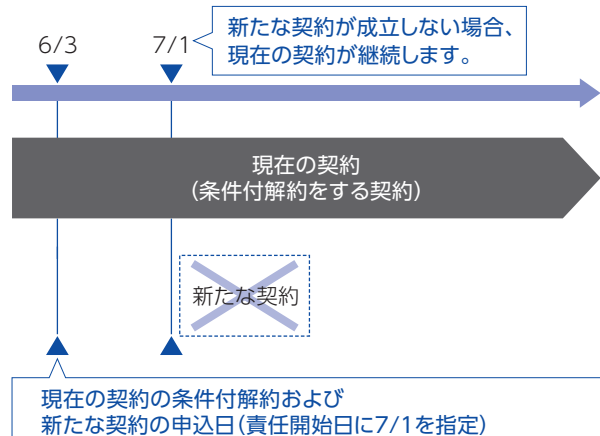 6/3
7/1
新たな契約が成立しない場合、
現在の契約が継続します。
現在の契約
(条件付解約をする契約)
新たな契約
現在の契約の条件付解約および
新たな契約の申込日(責任開始日に7/1を指定)